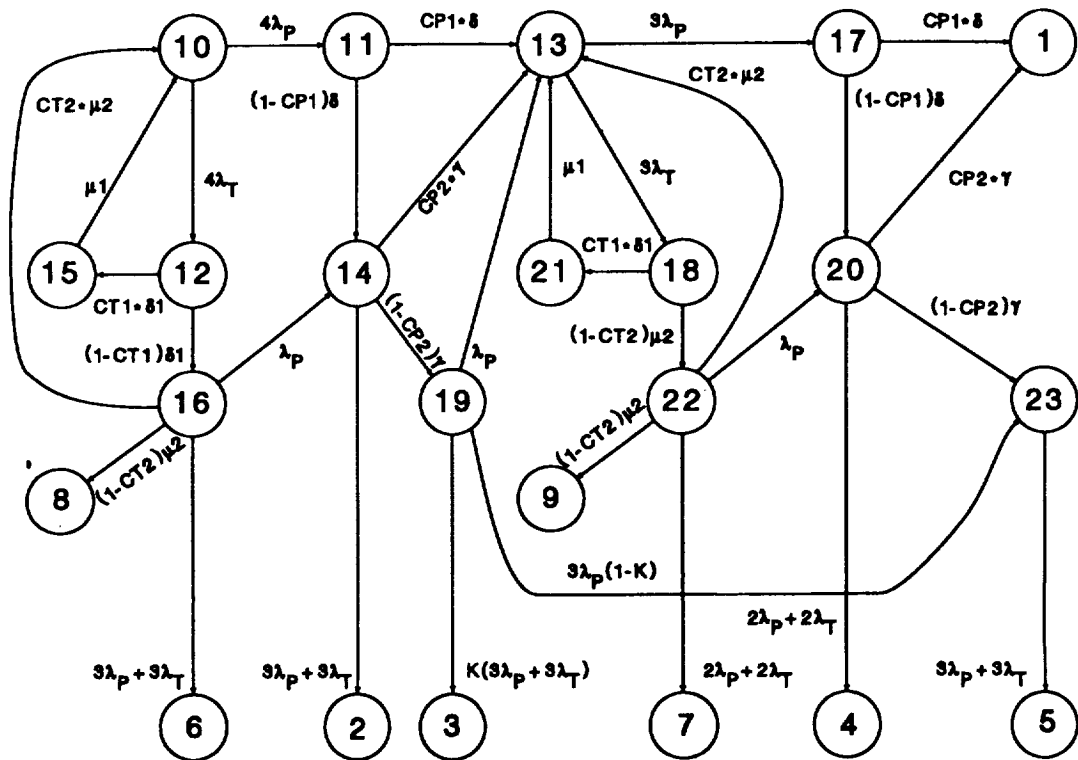 10 4λP 11 CP1*δ 13 3λP 17 CP1*δ 1
CT2*μ2 (1-CP1)δ CT2*μ2 (1-CP1)δ
μ1 4λT CP2*γ μ1 3λT CP2*γ
15 12 14 21 CT1*δ1 18 20
CT1*δ1 (1-CP2)γ (1-CP2)γ
(1-CT1)δ1 λP λP (1-CT2)μ2 λP
16 19 22 23
(1-CT2)μ2 (1-CT2)μ2
8 9
3λP(1-K)
2λP+2λT
3λP+3λT 3λP+3λT K(3λP+3λT) 2λP+2λT 3λP+3λT
6 2 3 7 4 5